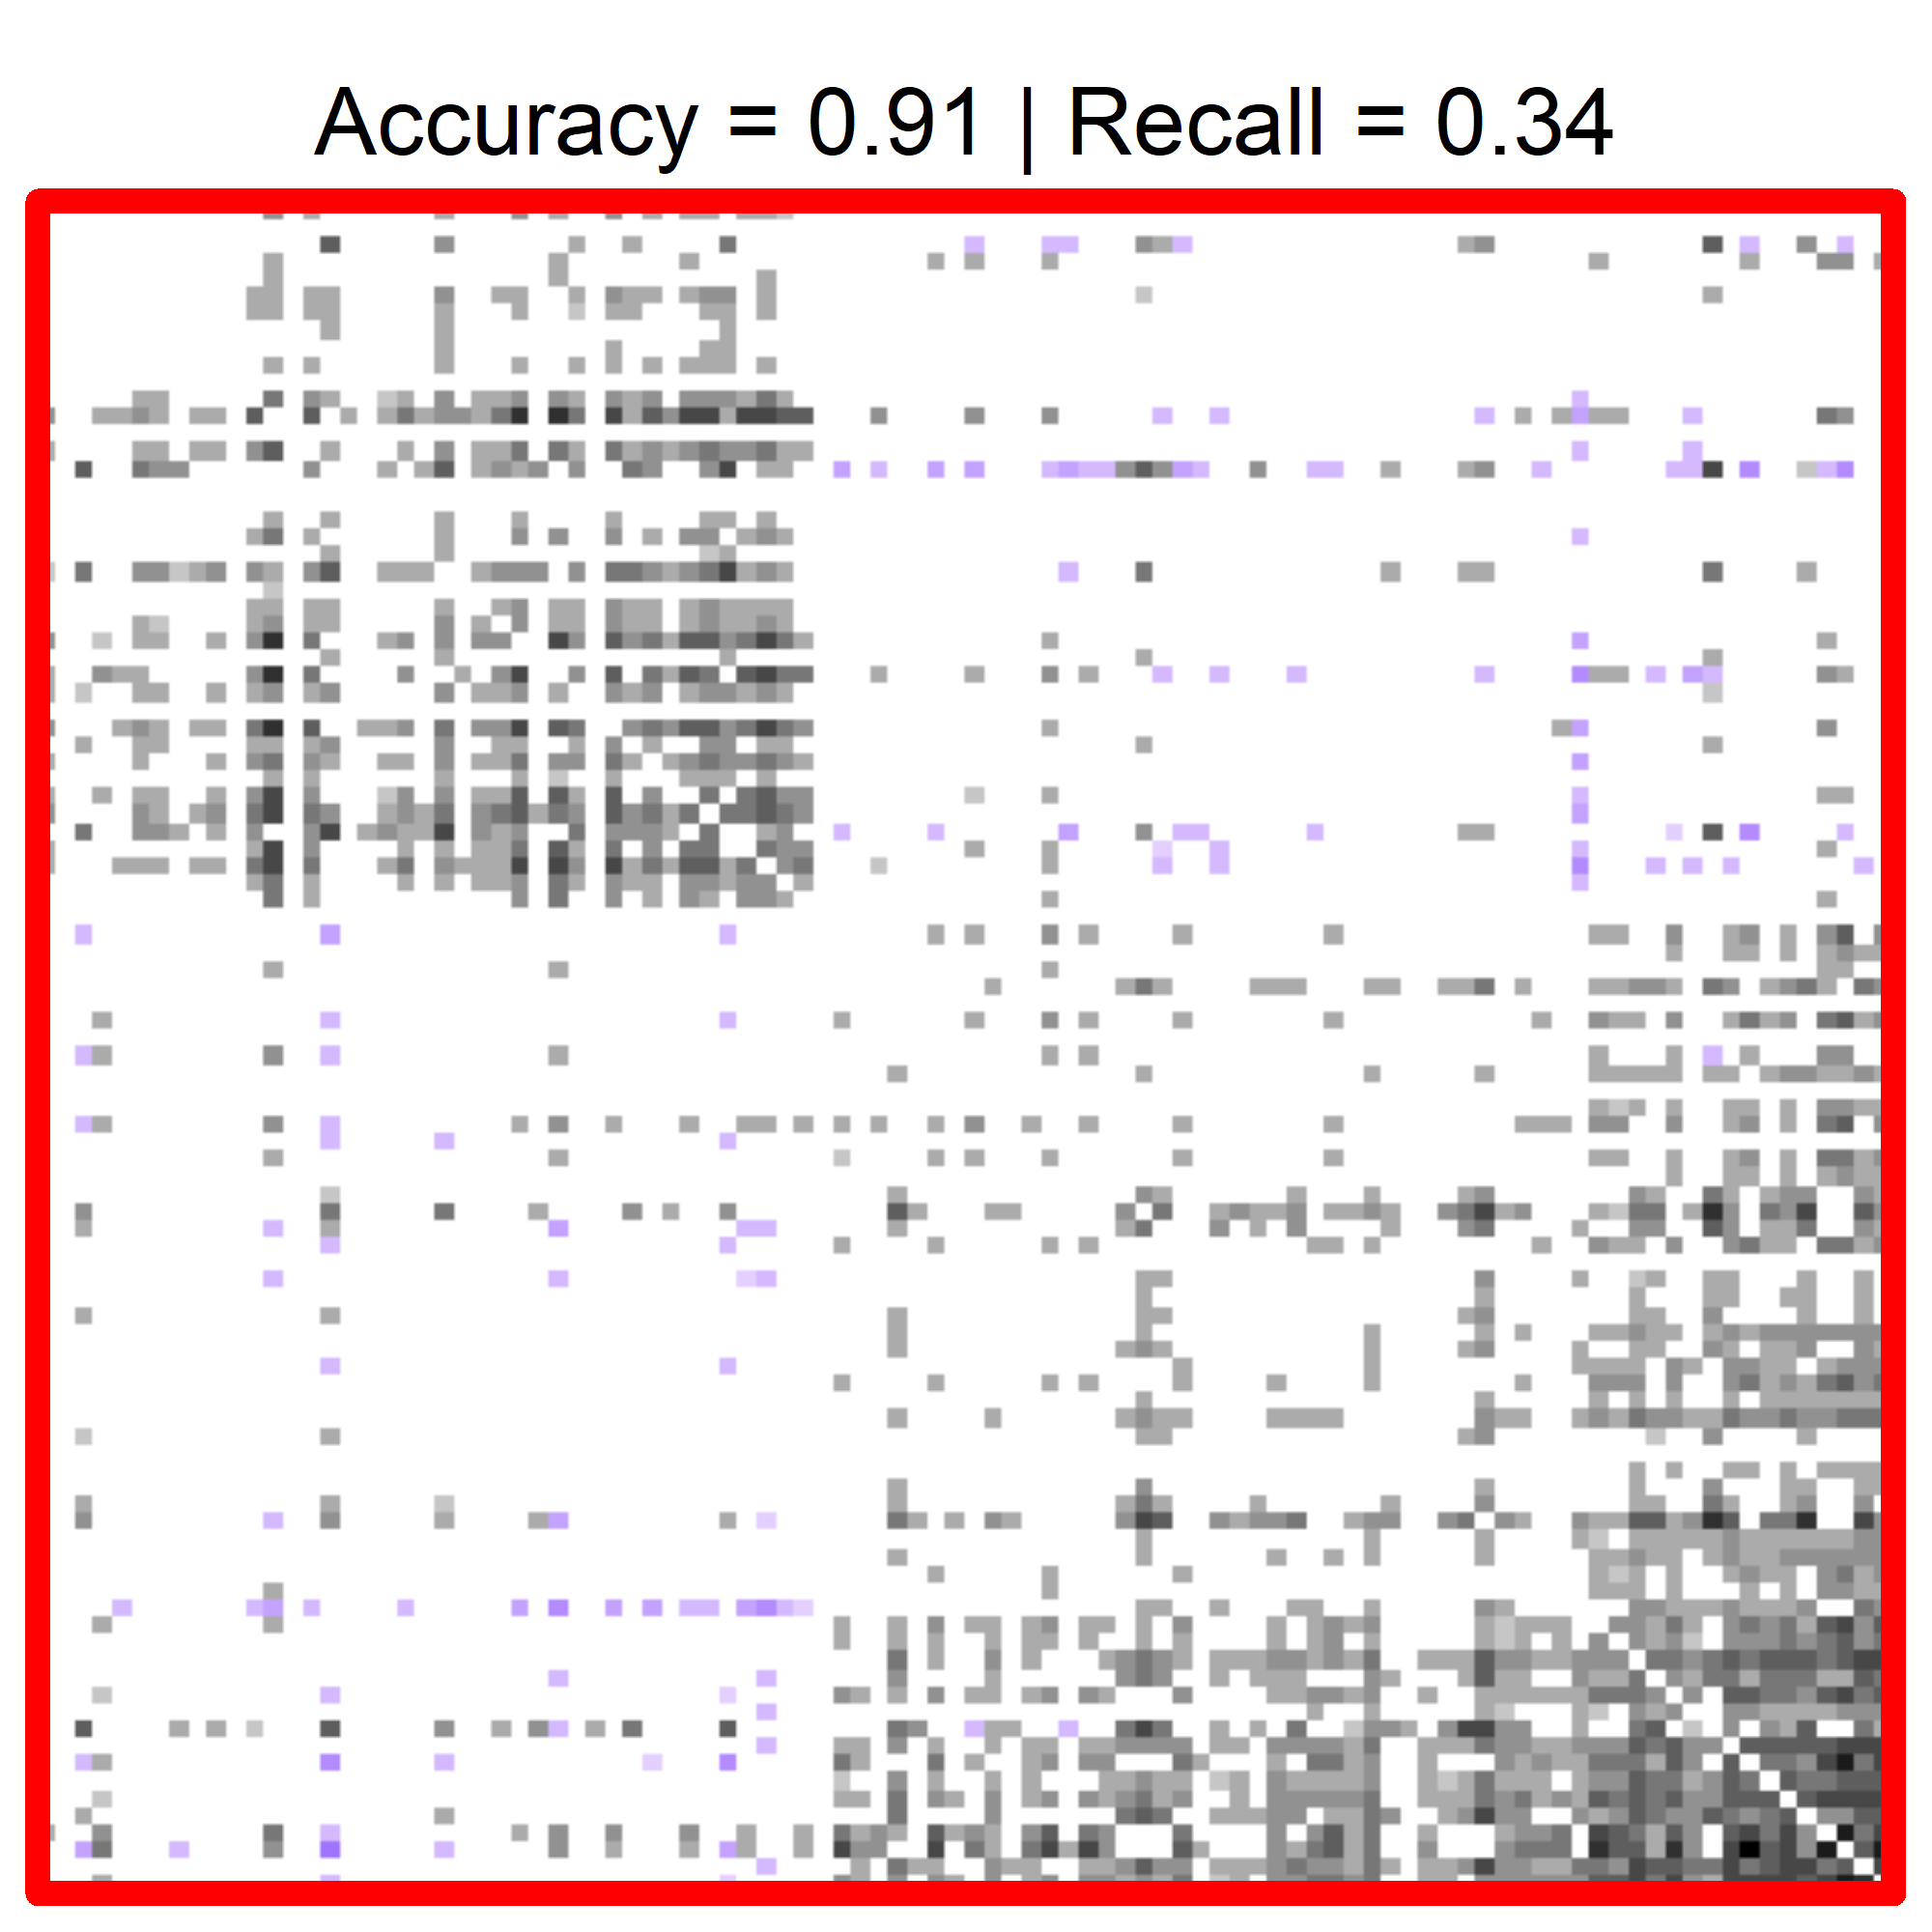 Accuracy = 0.91 | Recall = 0.34